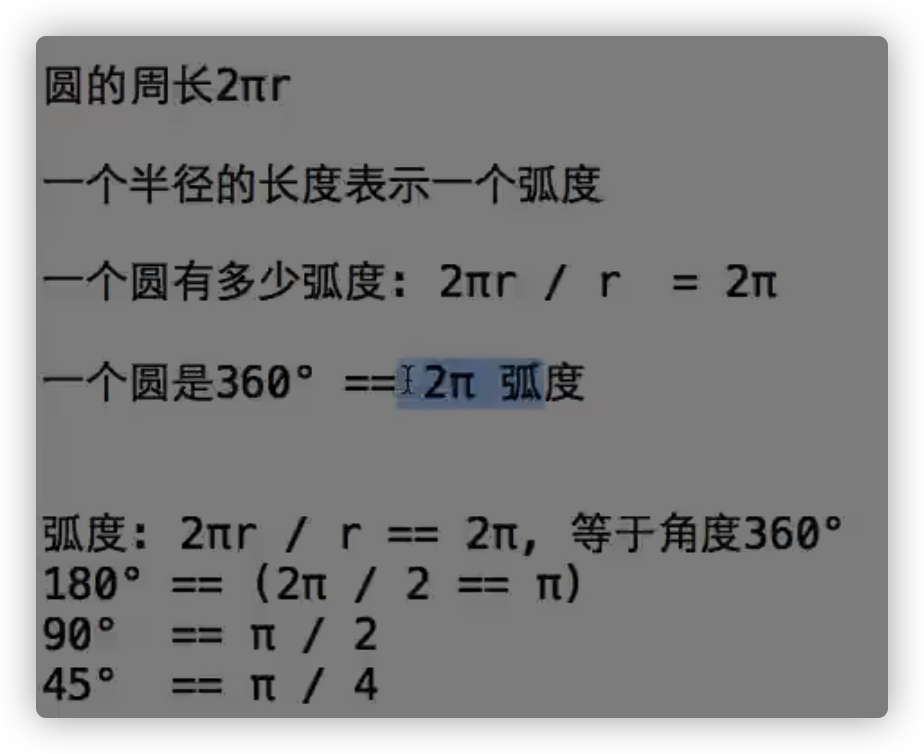 圆的周长2πr
一个半径的长度表示一个弧度
一个圆有多少弧度: 2πr / r  = 2π
一个圆是360° == 2π 弧度
弧度: 2πr / r == 2π, 等于角度360°
180° == (2π / 2 == π)
90°  == π / 2
45°  == π / 4